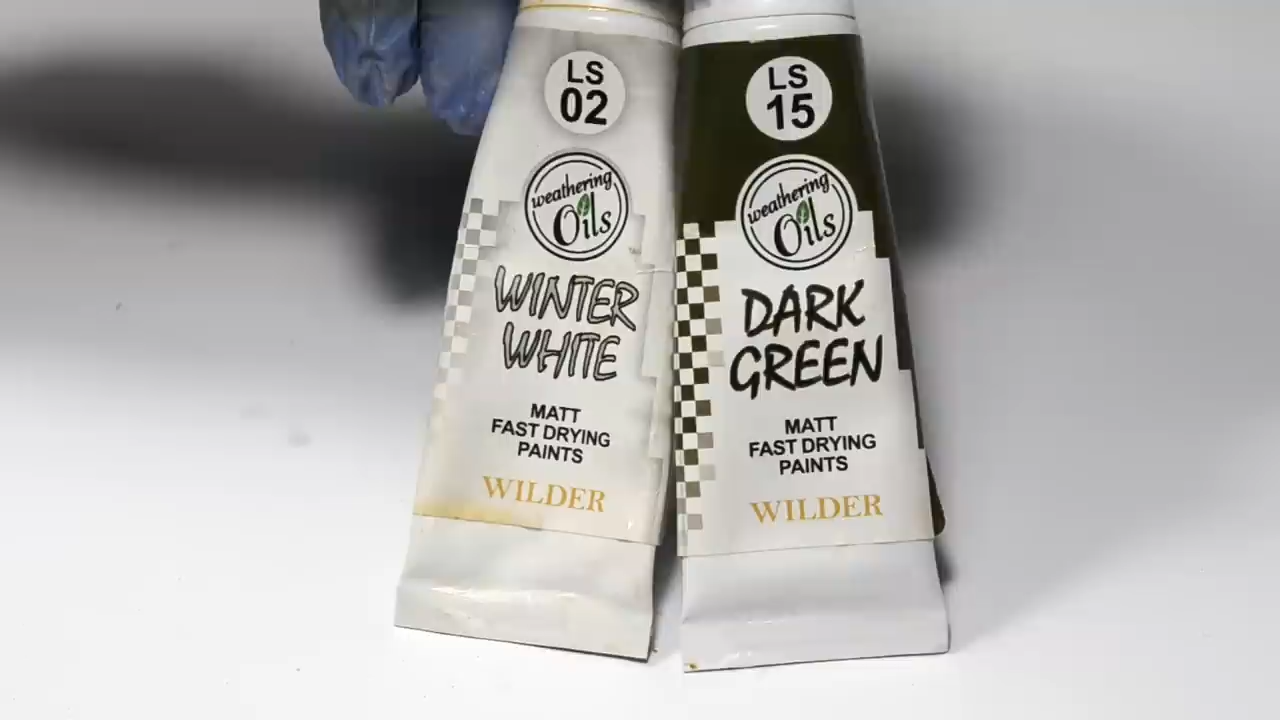 LS
02
weathering
Oils
WINTER
WHITE
MATT
FAST DRYING
PAINTS
WILDER
LS
15
weathering
Oils
DARK
GREEN
MATT
FAST DRYING
PAINTS
WILDER